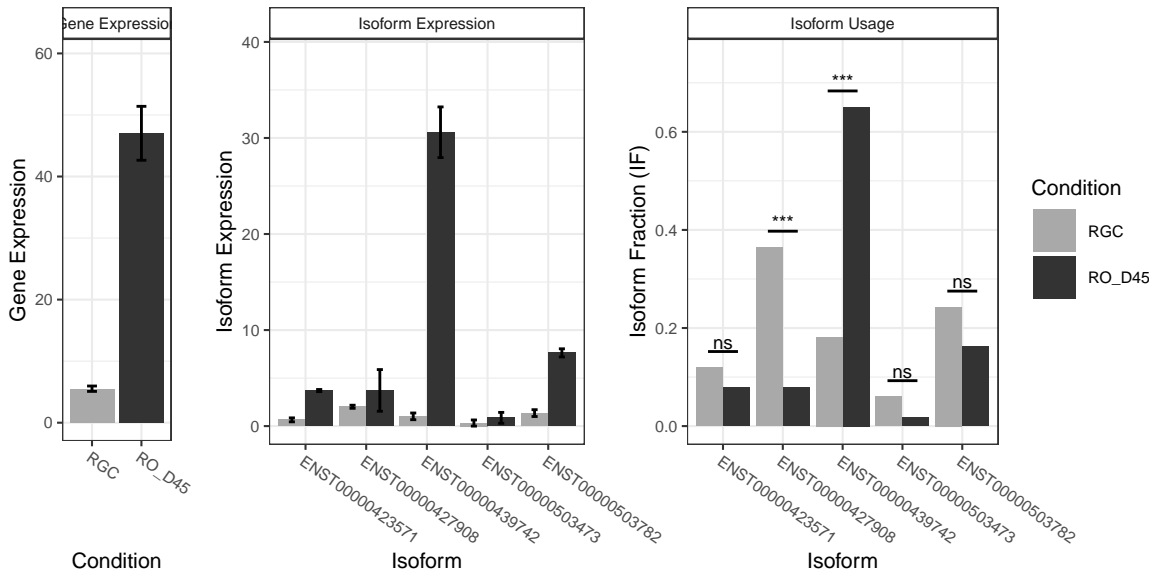 Gene Expression
Gene Expression
60
40
20
0
RGC
RO_D45
Condition
Isoform Expression
Isoform Expression
40
30
20
10
0
ENST00000423571
ENST00000427908
ENST00000439742
ENST00000503473
ENST00000503782
Isoform
Isoform Usage
Isoform Fraction (IF)
0.6
0.4
0.2
0.0
ns
***
***
ns
ns
ENST00000423571
ENST00000427908
ENST00000439742
ENST00000503473
ENST00000503782
Isoform
Condition
RGC
RO_D45